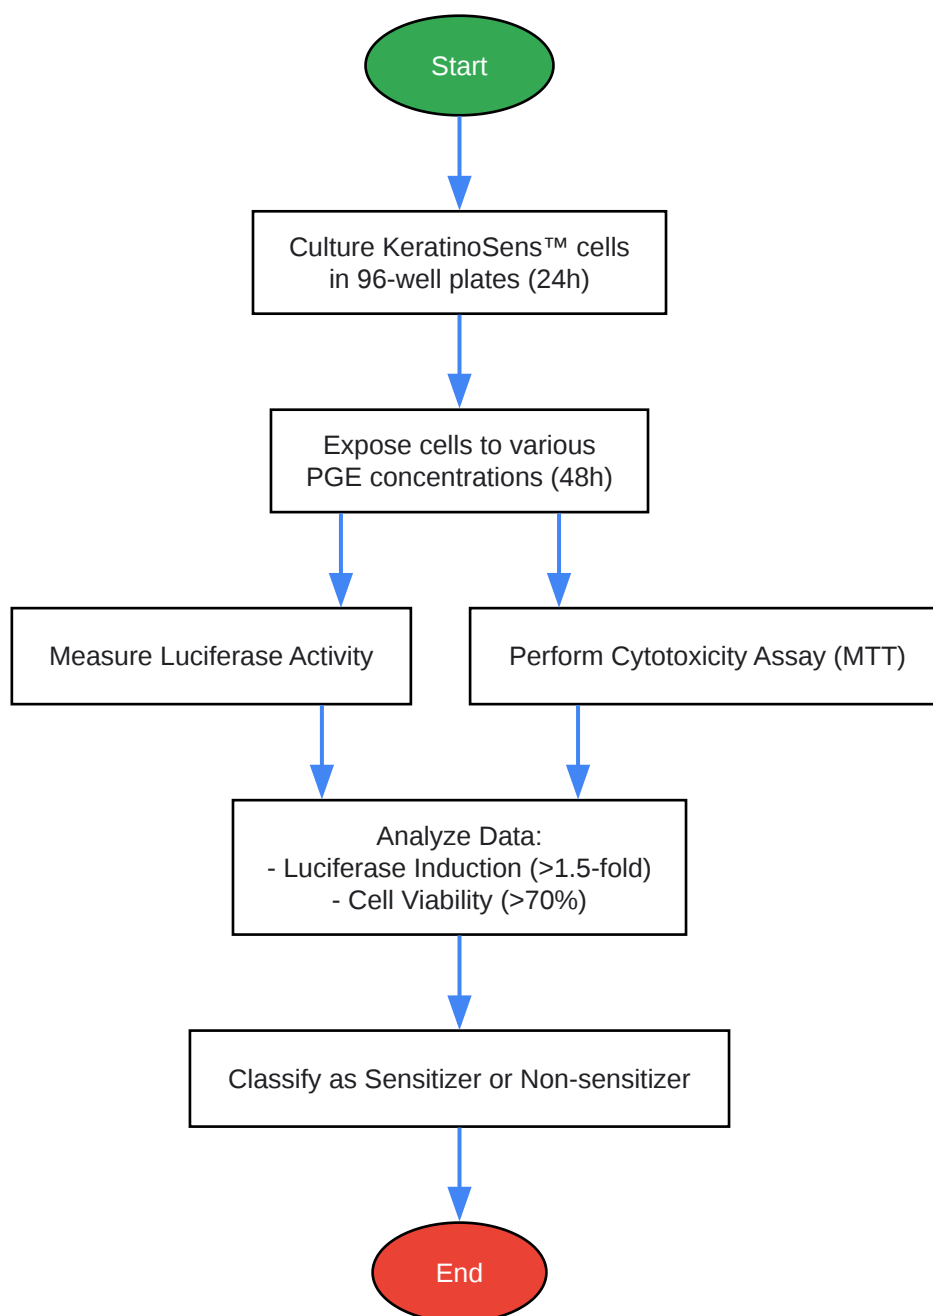 Start
Culture KeratinoSens™ cells
in 96-well plates (24h)
Expose cells to various
PGE concentrations (48h)
Measure Luciferase Activity
Perform Cytotoxicity Assay (MTT)
Analyze Data:
- Luciferase Induction (>1.5-fold)
- Cell Viability (>70%)
Classify as Sensitizer or Non-sensitizer
End